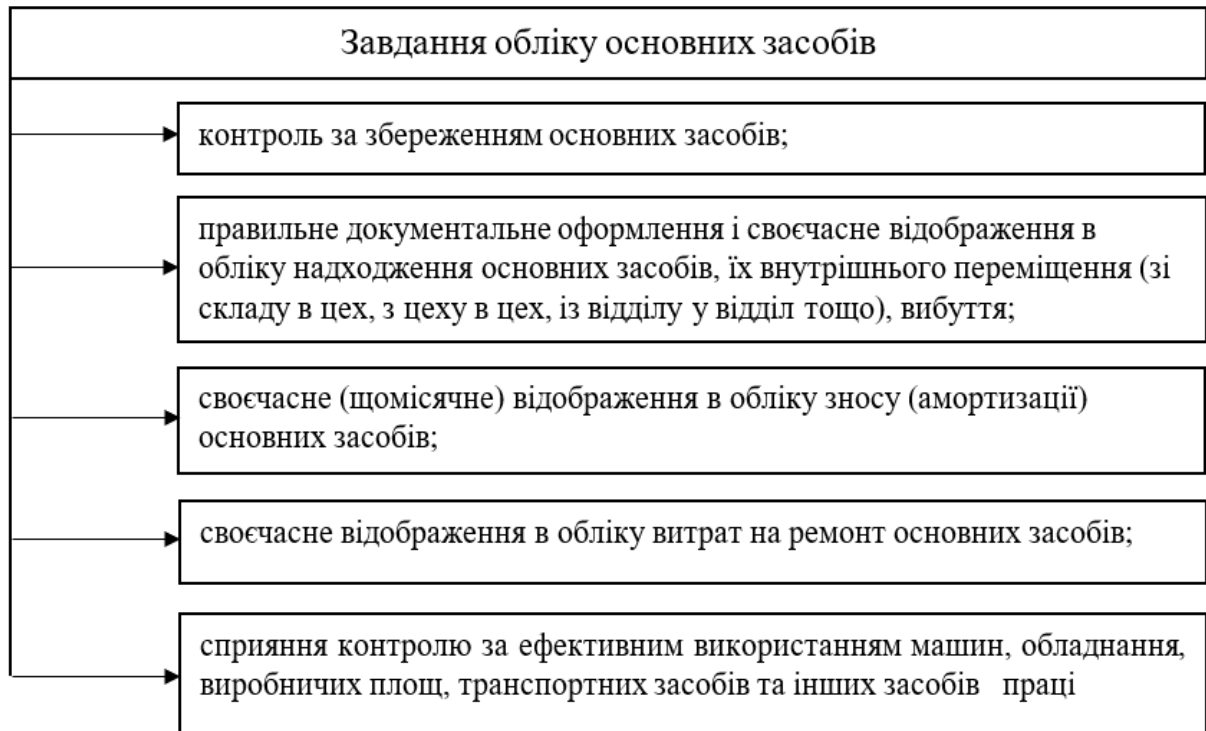 Завдання обліку основних засобів
контроль за збереженням основних засобів;
правильне документальне оформлення і своєчасне відображення в
обліку надходження основних засобів, їх внутрішнього переміщення (зі
складу в цех, з цеху в цех, із відділу у відділ тощо), вибуття;
своєчасне (щомісячне) відображення в обліку зносу (амортизації)
основних засобів;
своєчасне відображення в обліку витрат на ремонт основних засобів;
сприяння контролю за ефективним використанням машин, обладнання,
виробничих площ, транспортних засобів та інших засобів праці